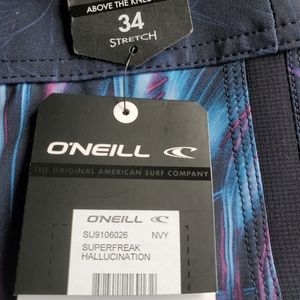 ABOVE THE KNEE
34
STRETCH
O'NEILL
THE ORIGINAL AMERICAN SURF COMPANY
O'NEILL
SU9106026 NVY
SUPERFREAK
HALLUCINATION